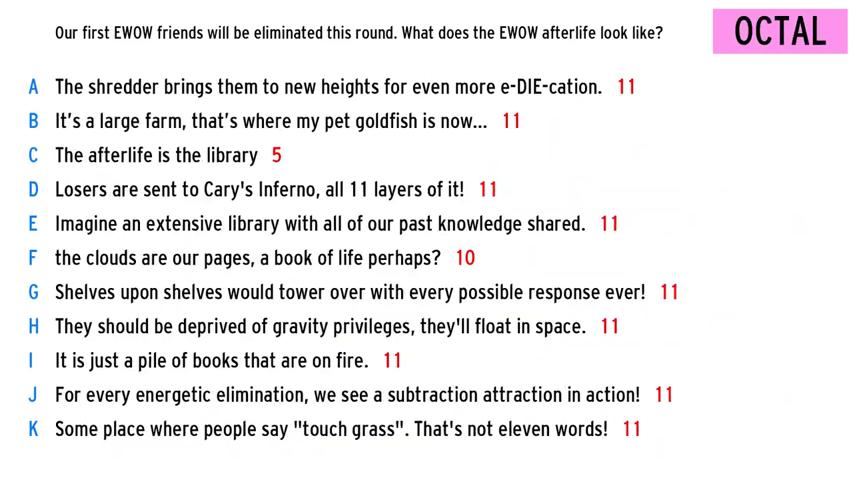 Our first EWOW friends will be eliminated this round. What does the EWOW afterlife look like?
OCTAL
A The shredder brings them to new heights for even more e-DIE-cation. 11
B It's a large farm, that's where my pet goldfish is now... 11
C The afterlife is the library 5
D Losers are sent to Cary's Inferno, all 11 layers of it! 11
E Imagine an extensive library with all of our past knowledge shared. 11
F the clouds are our pages, a book of life perhaps? 10
G Shelves upon shelves would tower over with every possible response ever! 11
H They should be deprived of gravity privileges, they'll float in space. 11
I It is just a pile of books that are on fire. 11
J For every energetic elimination, we see a subtraction attraction in action! 11
K Some place where people say "touch grass". That's not eleven words! 11